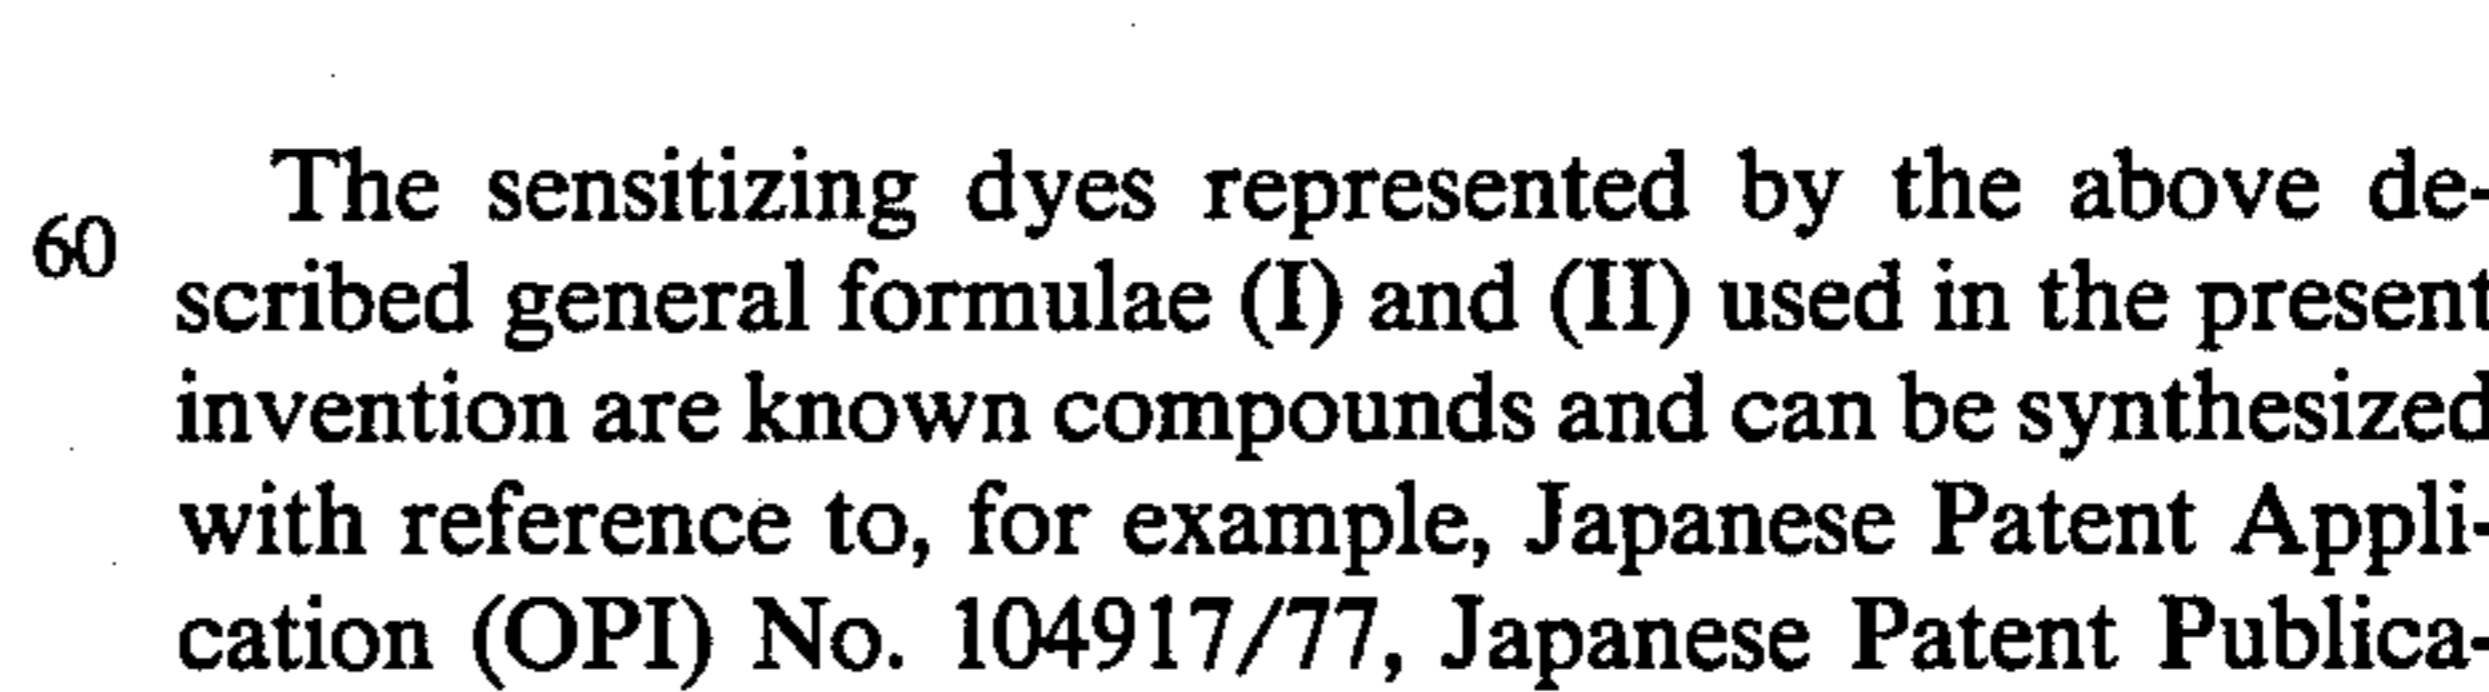 The sensitizing dyes represented by the above de-
60
scribed general formulae (I) and (II) used in the present
invention are known compounds and can be synthesized
with reference to, for example, Japanese Patent Appli-
cation (OPI) No. 104917/77, Japanese Patent Publica-